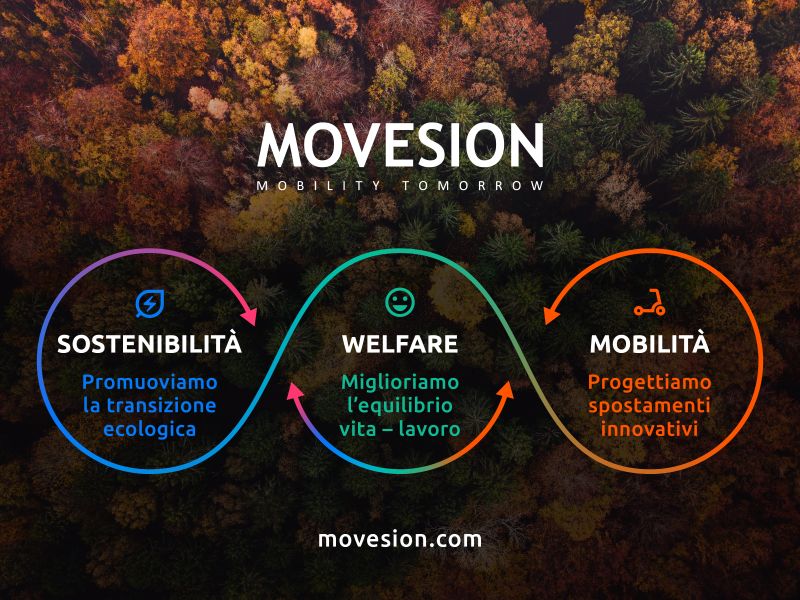 MOVESION
MOBILITY TOMORROW
SOSTENIBILITÀ
Promuoviamo
la transizione
ecologica
WELFARE
Miglioriamo
l’equilibrio
vita – lavoro
MOBILITÀ
Progettiamo
spostamenti
innovativi
movesion.com